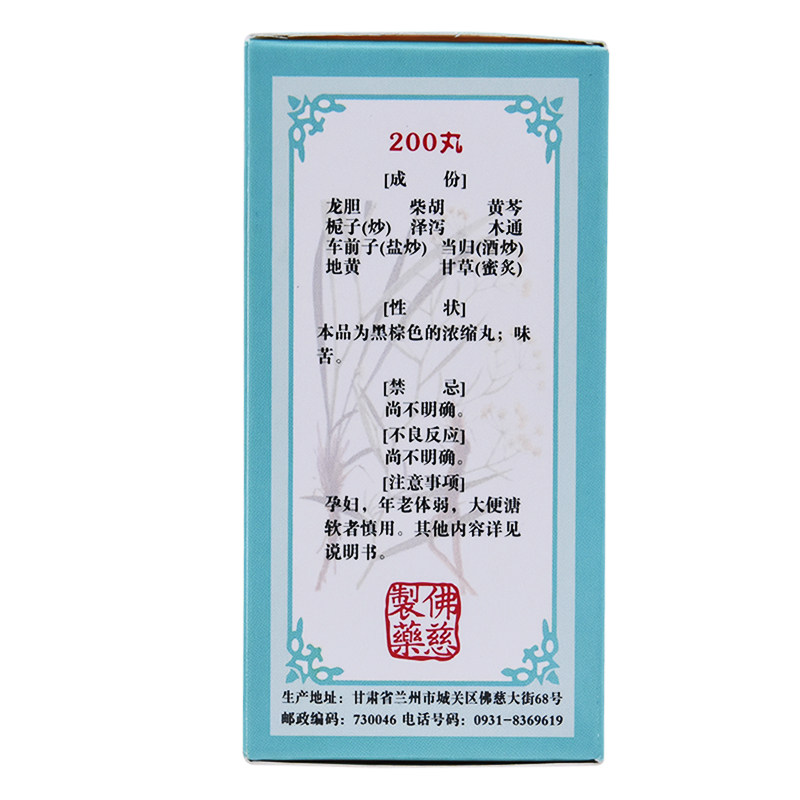 200丸
[成 份]
龙胆 柴胡 黄芩
栀子(炒) 泽泻 木通
车前子(盐炒) 当归(酒炒)
地黄 甘草(蜜炙)
[性 状]
本品为黑棕色的浓缩丸；味
苦。
[禁 忌]
尚不明确。
[不良反应]
尚不明确。
[注意事项]
孕妇，年老体弱，大便溏
软者慎用。其他内容详见
说明书。
佛慈
製藥
生产地址：甘肃省兰州市城关区佛慈大街68号
邮政编码：730046 电话号码：0931-8369619